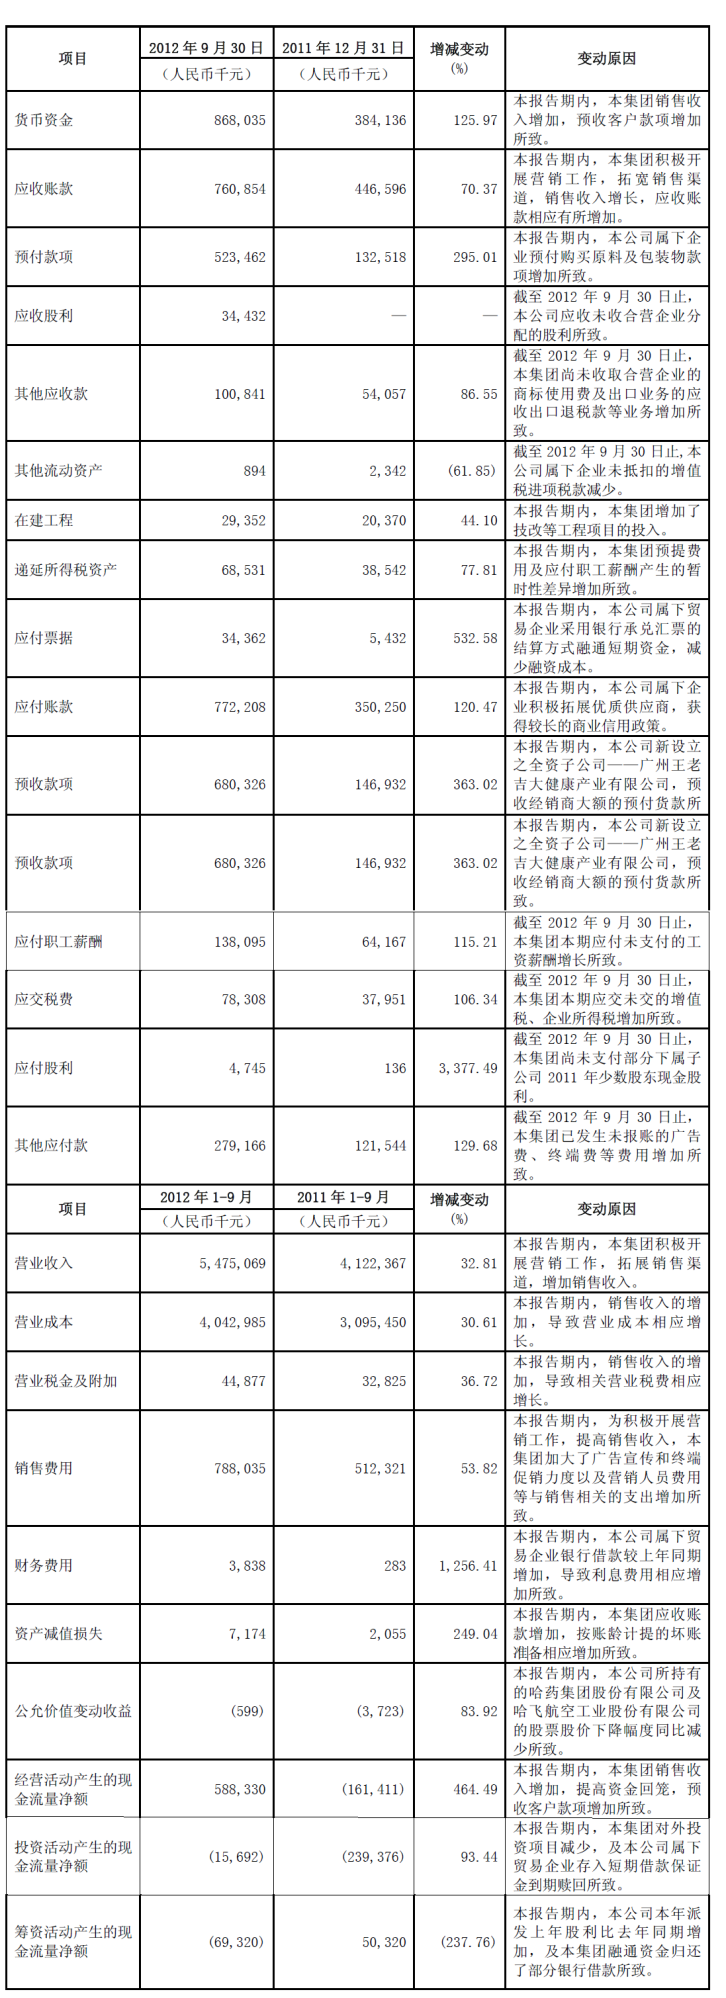 项目 2012 年 9 月 30 日 2011 年 12 月 31 日 增减变动 变动原因
（人民币千元） （人民币千元） (%)
货币资金 868,035 384,136 125.97 本报告期内，本集团销售收
入增加，预收客户款项增加
所致。
应收账款 760,854 446,596 70.37 本报告期内，本集团积极开
展营销工作，拓宽销售渠
道，销售收入增长，应收账
款相应有所增加。
预付款项 523,462 132,518 295.01 本报告期内，本公司属下企
业预付购买原料及包装物款
项增加所致。
应收股利 34,432 — — 截至 2012 年 9 月 30 日止，
本公司应收未收合营企业分
配的股利所致。
其他应收款 100,841 54,057 86.55 截至 2012 年 9 月 30 日止，
本集团尚未收取合营企业的
商标使用费及出口业务的应
收出口退税款等业务增加所
致。
其他流动资产 894 2,342 (61.85) 截至 2012 年 9 月 30 日止,本
公司属下企业未抵扣的增值
税进项税款减少。
在建工程 29,352 20,370 44.10 本报告期内，本集团增加了
技改等工程项目的投入。
递延所得税资产 68,531 38,542 77.81 本报告期内，本集团预提费
用及应付职工薪酬产生的暂
时性差异增加所致。
应付票据 34,362 5,432 532.58 本报告期内，本公司属下贸
易企业采用银行承兑汇票的
结算方式融通短期资金，减
少融资成本。
应付账款 772,208 350,250 120.47 本报告期内，本公司属下企
业积极拓展优质供应商，获
得较长的商业信用政策。
预收款项 680,326 146,932 363.02 本报告期内，本公司新设立
之全资子公司——广州王老
吉大健康产业有限公司，预
收经销商大额的预付货款所
预收款项 680,326 146,932 363.02 本报告期内，本公司新设立
之全资子公司——广州王老
吉大健康产业有限公司，预
收经销商大额的预付货款所
致。
应付职工薪酬 138,095 64,167 115.21 截至 2012 年 9 月 30 日止，
本集团本期应付未支付的工
资薪酬增长所致。
应交税费 78,308 37,951 106.34 截至 2012 年 9 月 30 日止，
本集团本期应交未交的增值
税、企业所得税增加所致。
应付股利 4,745 136 3,377.49 截至 2012 年 9 月 30 日止，
本集团尚未支付部分下属子
公司 2011 年少数股东现金股
利。
其他应付款 279,166 121,544 129.68 截至 2012 年 9 月 30 日止，
本集团已发生未报账的广告
费、终端费等费用增加所
致。
项目 2012 年 1-9 月 2011 年 1-9 月 增减变动 变动原因
（人民币千元） （人民币千元） (%)
营业收入 5,475,069 4,122,367 32.81 本报告期内，本集团积极开
展营销工作，拓展销售渠
道，增加销售收入。
营业成本 4,042,985 3,095,450 30.61 本报告期内，销售收入的增
加，导致营业成本相应增
长。
营业税金及附加 44,877 32,825 36.72 本报告期内，销售收入的增
加，导致相关营业税费相应
增长。
销售费用 788,035 512,321 53.82 本报告期内，为积极开展营
销工作，提高销售收入，本
集团加大了广告宣传和终端
促销力度以及营销人员费用
等与销售相关的支出增加所
致。
财务费用 3,838 283 1,256.41 本报告期内，本公司属下贸
易企业银行借款较上年同期
增加，导致利息费用相应增
加所致。
资产减值损失 7,174 2,055 249.04 本报告期内，本集团应收账
款增加，按账龄计提的坏账
准备相应增加所致。
公允价值变动收益 (599) (3,723) 83.92 本报告期内，本公司所持有
的哈药集团股份有限公司及
哈飞航空工业股份有限公司
的股票股价下降幅度同比减
少所致。
经营活动产生的现
金流量净额 588,330 (161,411) 464.49 本报告期内，本集团销售收
入增加，提高资金回笼，预
收客户款项增加所致。
投资活动产生的现
金流量净额 (15,692) (239,376) 93.44 本报告期内，本集团对外投
资项目减少，及本公司属下
贸易企业存入短期借款保证
金到期赎回所致。
筹资活动产生的现
金流量净额 (69,320) 50,320 (237.76) 本报告期内，本公司本年派
发上年股利比去年同期增
加，及本集团融通资金归还
了部分银行借款所致。